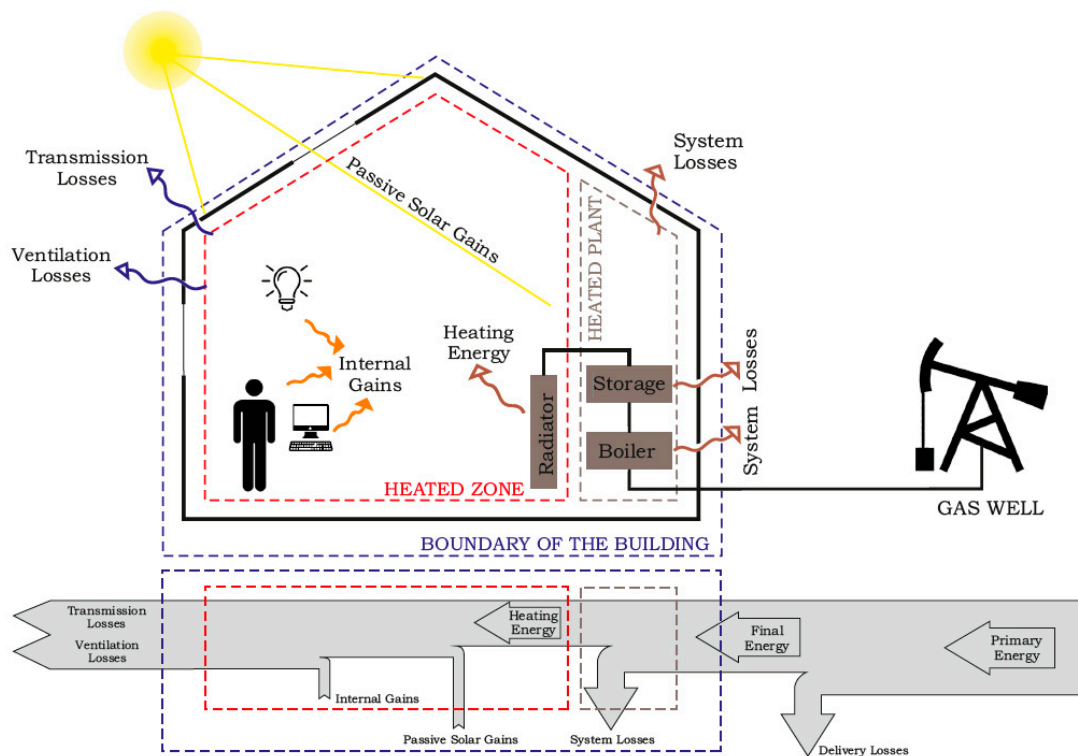 Transmission
Losses
System
Losses
Passive Solar Gains
Ventilation
Losses
HEATED PLANT
Heating
Energy
Internal
Gains
Radiator
Storage
Boiler
System Losses
HEATED ZONE
GAS WELL
BOUNDARY OF THE BUILDING
Transmission
Losses
Ventilation
Losses
Heating
Energy
Final
Energy
Primary
Energy
Internal Gains
Passive Solar Gains
System Losses
Delivery Losses